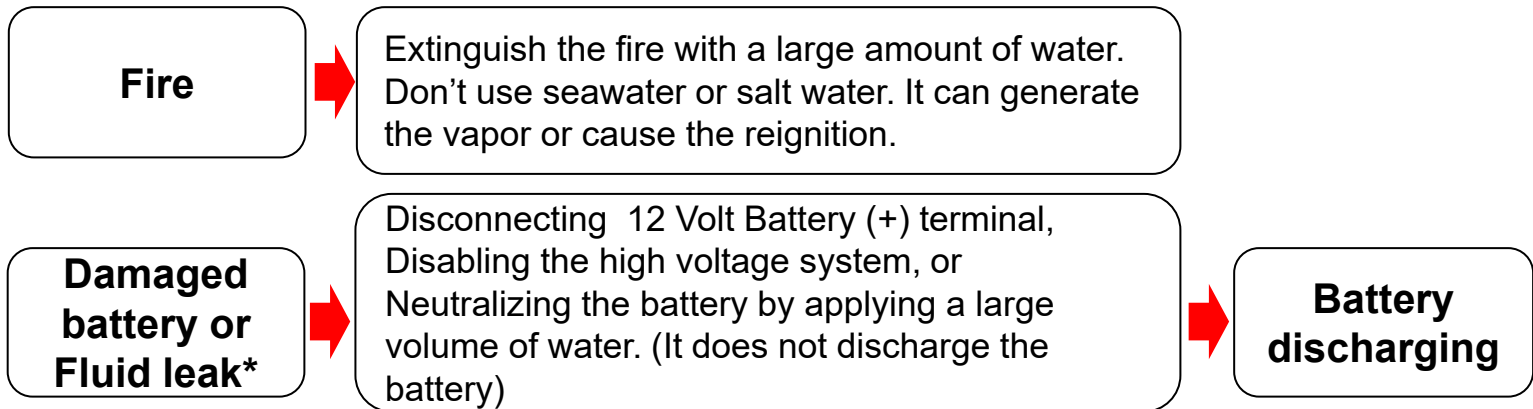 Fire
Extinguish the fire with a large amount of water.
Don’t use seawater or salt water. It can generate
the vapor or cause the reignition.
Damaged
battery or
Fluid leak*
Disconnecting  12 Volt Battery (+) terminal,
Disabling the high voltage system, or
Neutralizing the battery by applying a large
volume of water. (It does not discharge the
battery)
Battery
discharging